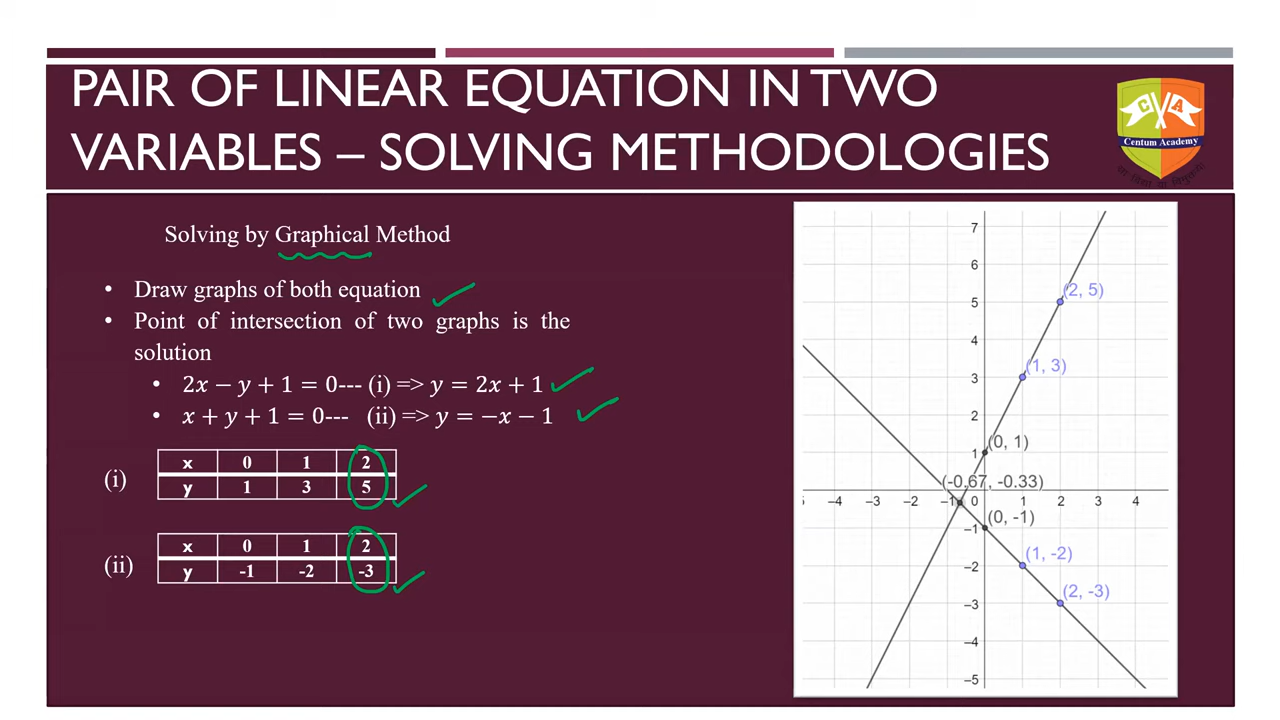 PAIR OF LINEAR EQUATION IN TWO
VARIABLES – SOLVING METHODOLOGIES
C A
Centum Academy
Solving by Graphical Method
• Draw graphs of both equation
• Point of intersection of two graphs is the
solution
• 2x − y + 1 = 0--- (i) => y = 2x + 1
• x + y + 1 = 0--- (ii) => y = −x − 1
(i)
x 0 1 2
y 1 3 5
(ii)
x 0 1 2
y -1 -2 -3
7
6
(2, 5)
5
4
(1, 3)
3
2
(0, 1)
1
(-0.67, -0.33)
–4 –3 –2 –1 0 1 2 3 4
(0, -1)
–1
(1, -2)
–2
(2, -3)
–3
–4
–5